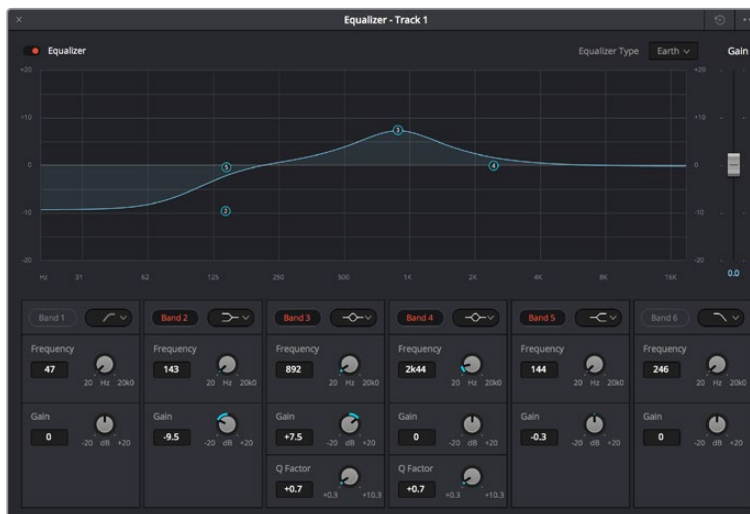 Equalizer - Track 1
Equalizer
Equalizer Type
Earth
Gain
+20
+20
+10
+10
0
0
-10
-10
-20
-20
5
3
4
2
Hz 31 62 125 250 500 1K 2K 4K 8K 16K
0.0
Band 1
Band 2
Band 3
Band 4
Band 5
Band 6
Frequency
47
20 Hz 20k0
Frequency
143
20 Hz 20k0
Frequency
892
20 Hz 20k0
Frequency
2k44
20 Hz 20k0
Frequency
144
20 Hz 20k0
Frequency
246
20 Hz 20k0
Gain
0
-20 dB +20
Gain
-9.5
-20 dB +20
Gain
+7.5
-20 dB +20
Gain
0
-20 dB +20
Gain
-0.3
-20 dB +20
Gain
0
-20 dB +20
Q Factor
+0.7
+0.3 +10.3
Q Factor
+0.7
+0.3 +10.3